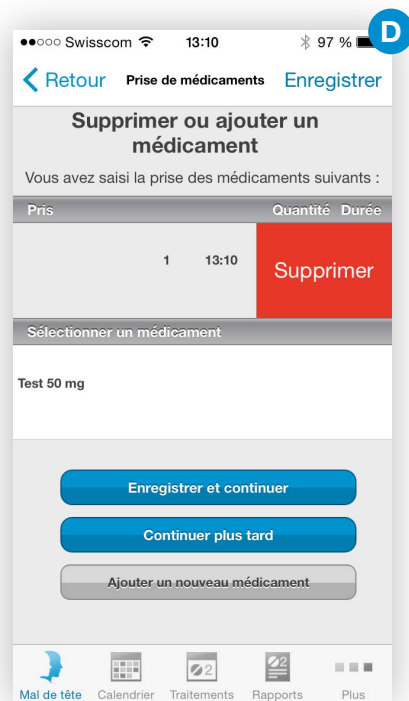 D
Swisscom 13:10 97 %
Retour Prise de médicaments Enregistrer
Supprimer ou ajouter un
médicament
Vous avez saisi la prise des médicaments suivants :
Pris Quantité Durée
1 13:10 Supprimer
Sélectionner un médicament
Test 50 mg
Enregistrer et continuer
Continuer plus tard
Ajouter un nouveau médicament
Mal de tête Calendrier Traitements Rapports Plus